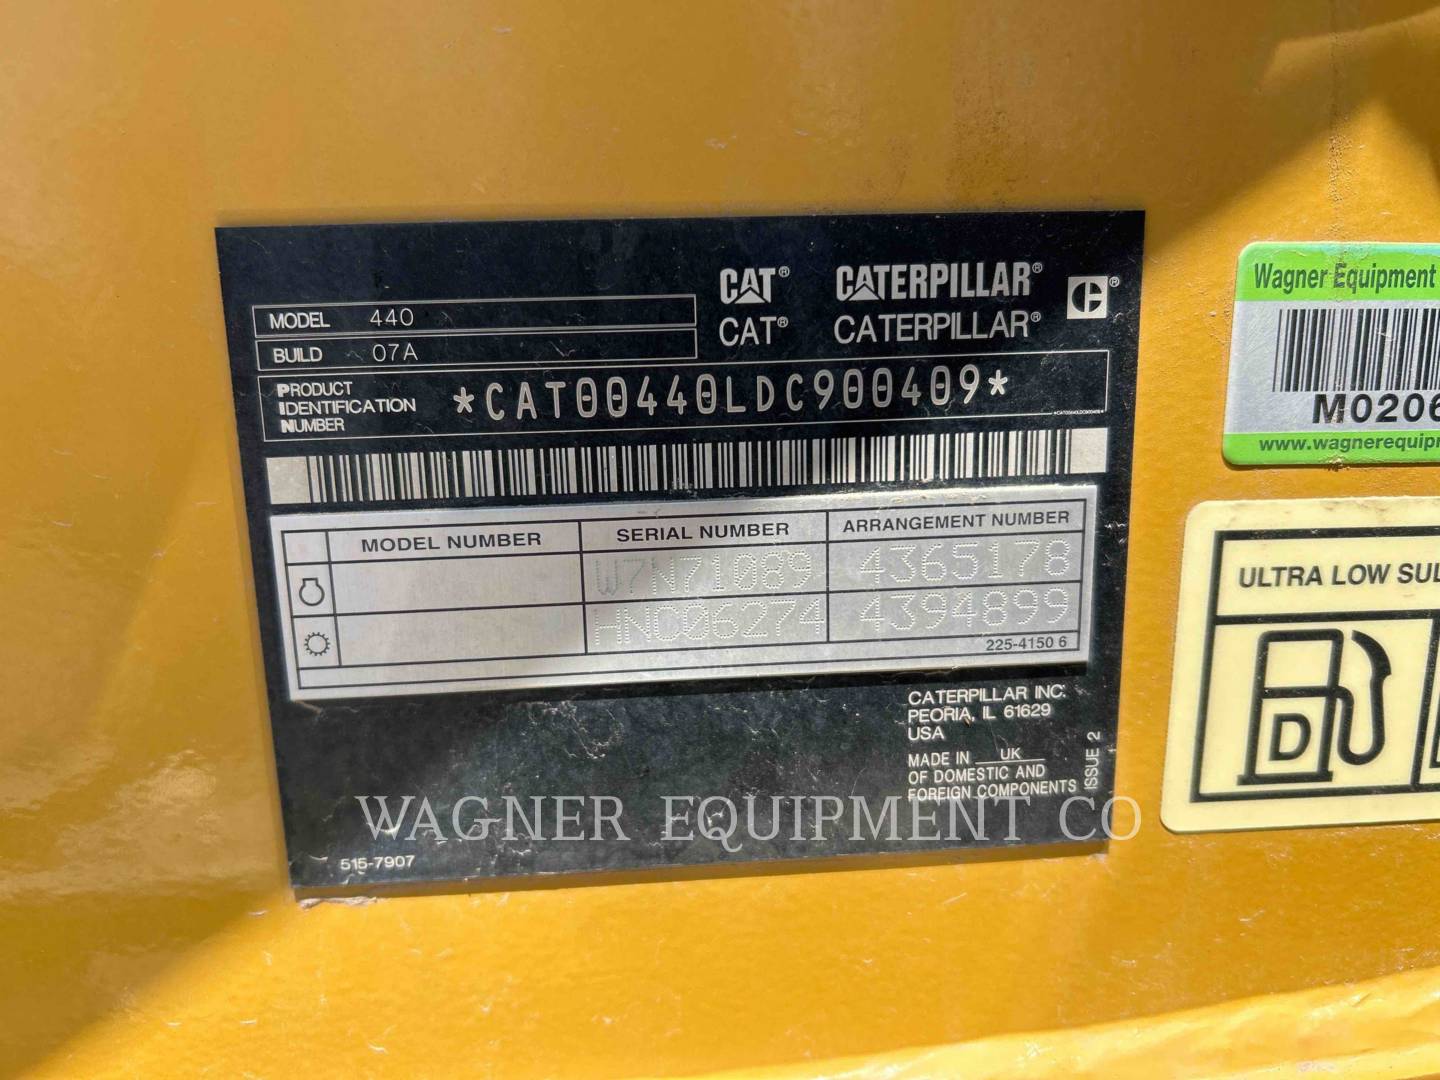 CAT® CATERPILLAR® C®
CAT® CATERPILLAR®
MODEL 440
BUILD 07A
PRODUCT
IDENTIFICATION
NUMBER
*CAT00440LDC900409*
MODEL NUMBER SERIAL NUMBER ARRANGEMENT NUMBER
W7N71089 4365178
HNC06274 4394899
225-4150 6
CATERPILLAR INC.
PEORIA, IL 61629
USA
MADE IN UK
OF DOMESTIC AND
FOREIGN COMPONENTS
ISSUE 2
515-7907
WAGNER EQUIPMENT CO
Wagner Equipment
M0206
www.wagnerequip
ULTRA LOW SUL
D